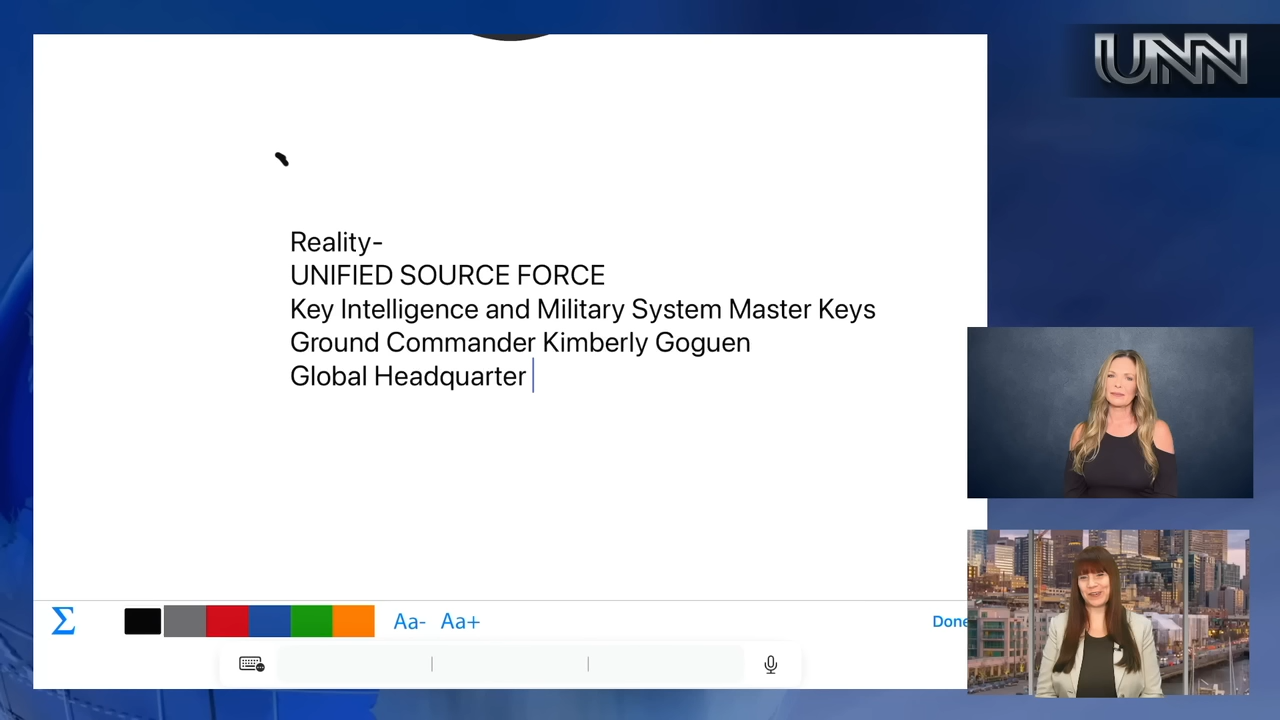 UNN
Reality-
UNIFIED SOURCE FORCE
Key Intelligence and Military System Master Keys
Ground Commander Kimberly Goguen
Global Headquarter
Aa- Aa+
Done